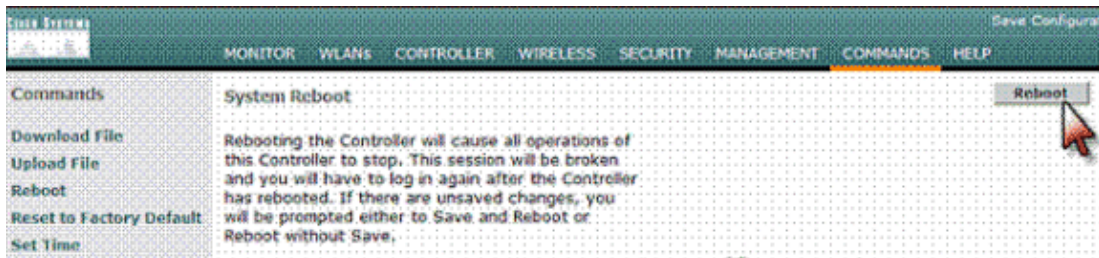 Cisco Systems
Save Configura
MONITOR WLANs CONTROLLER WIRELESS SECURITY MANAGEMENT COMMANDS HELP
Commands
Download File
Upload File
Reboot
Reset to Factory Default
Set Time
System Reboot
Reboot
Rebooting the Controller will cause all operations of
this Controller to stop. This session will be broken
and you will have to log in again after the Controller
has rebooted. If there are unsaved changes, you
will be prompted either to Save and Reboot or
Reboot without Save.